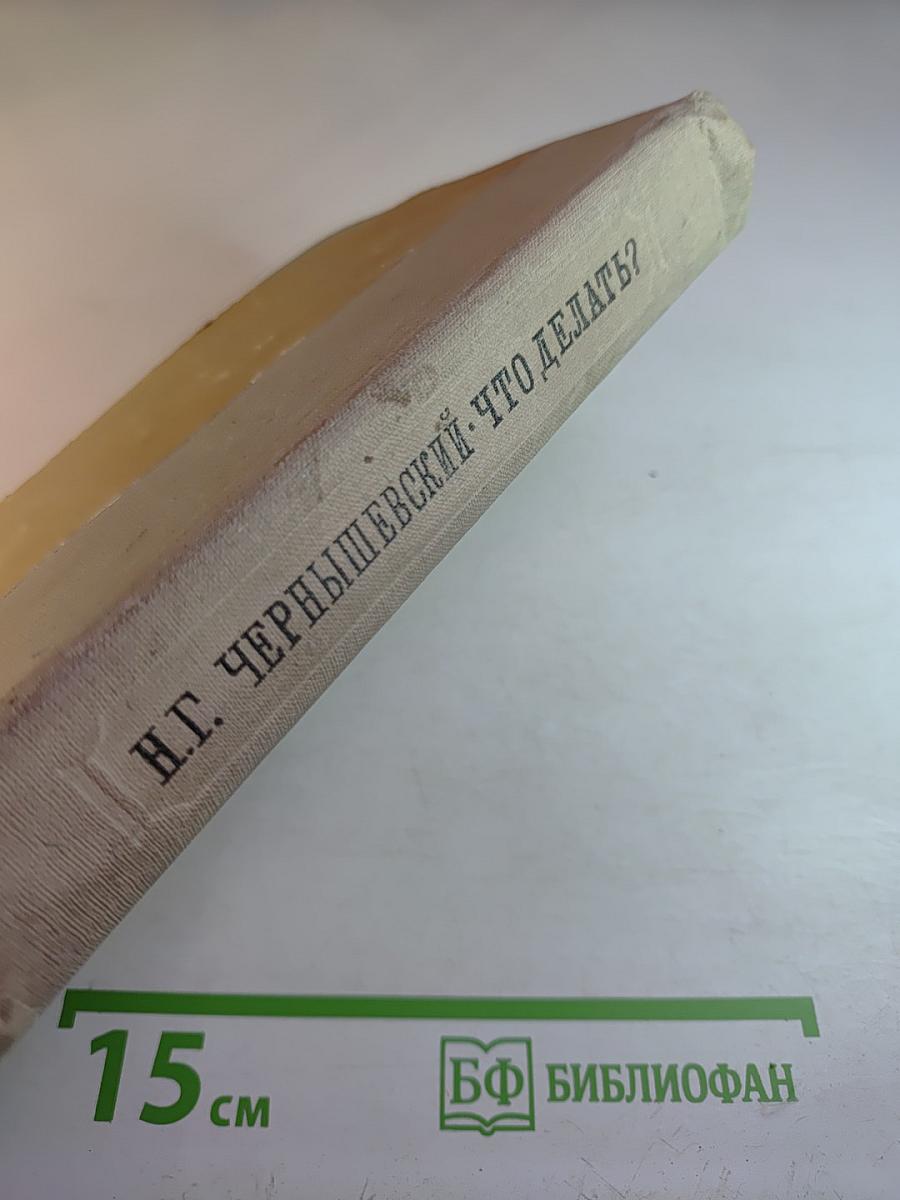 Н.Г. ЧЕРНЫШЕВСКИЙ · ЧТО ДЕЛАТЬ?
15 см
БФ БИБЛИОФАН